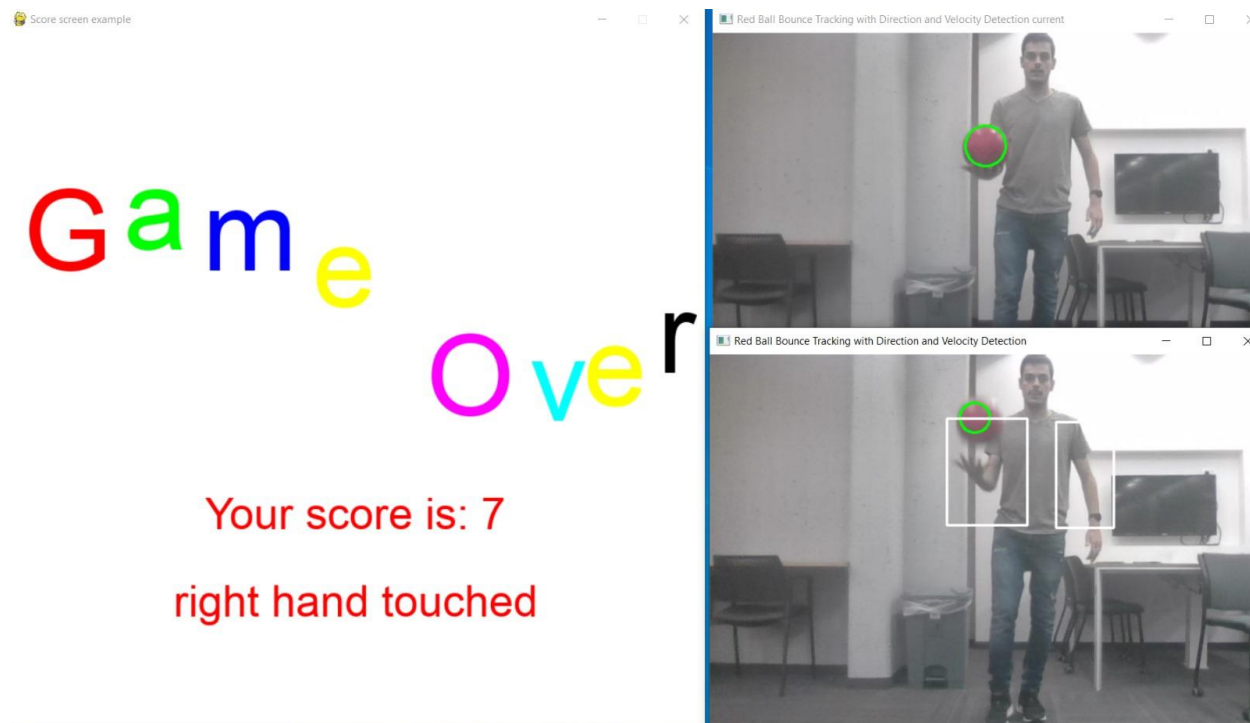 Score screen example
Game
Over
Your score is: 7
right hand touched
Red Ball Bounce Tracking with Direction and Velocity Detection current
Red Ball Bounce Tracking with Direction and Velocity Detection